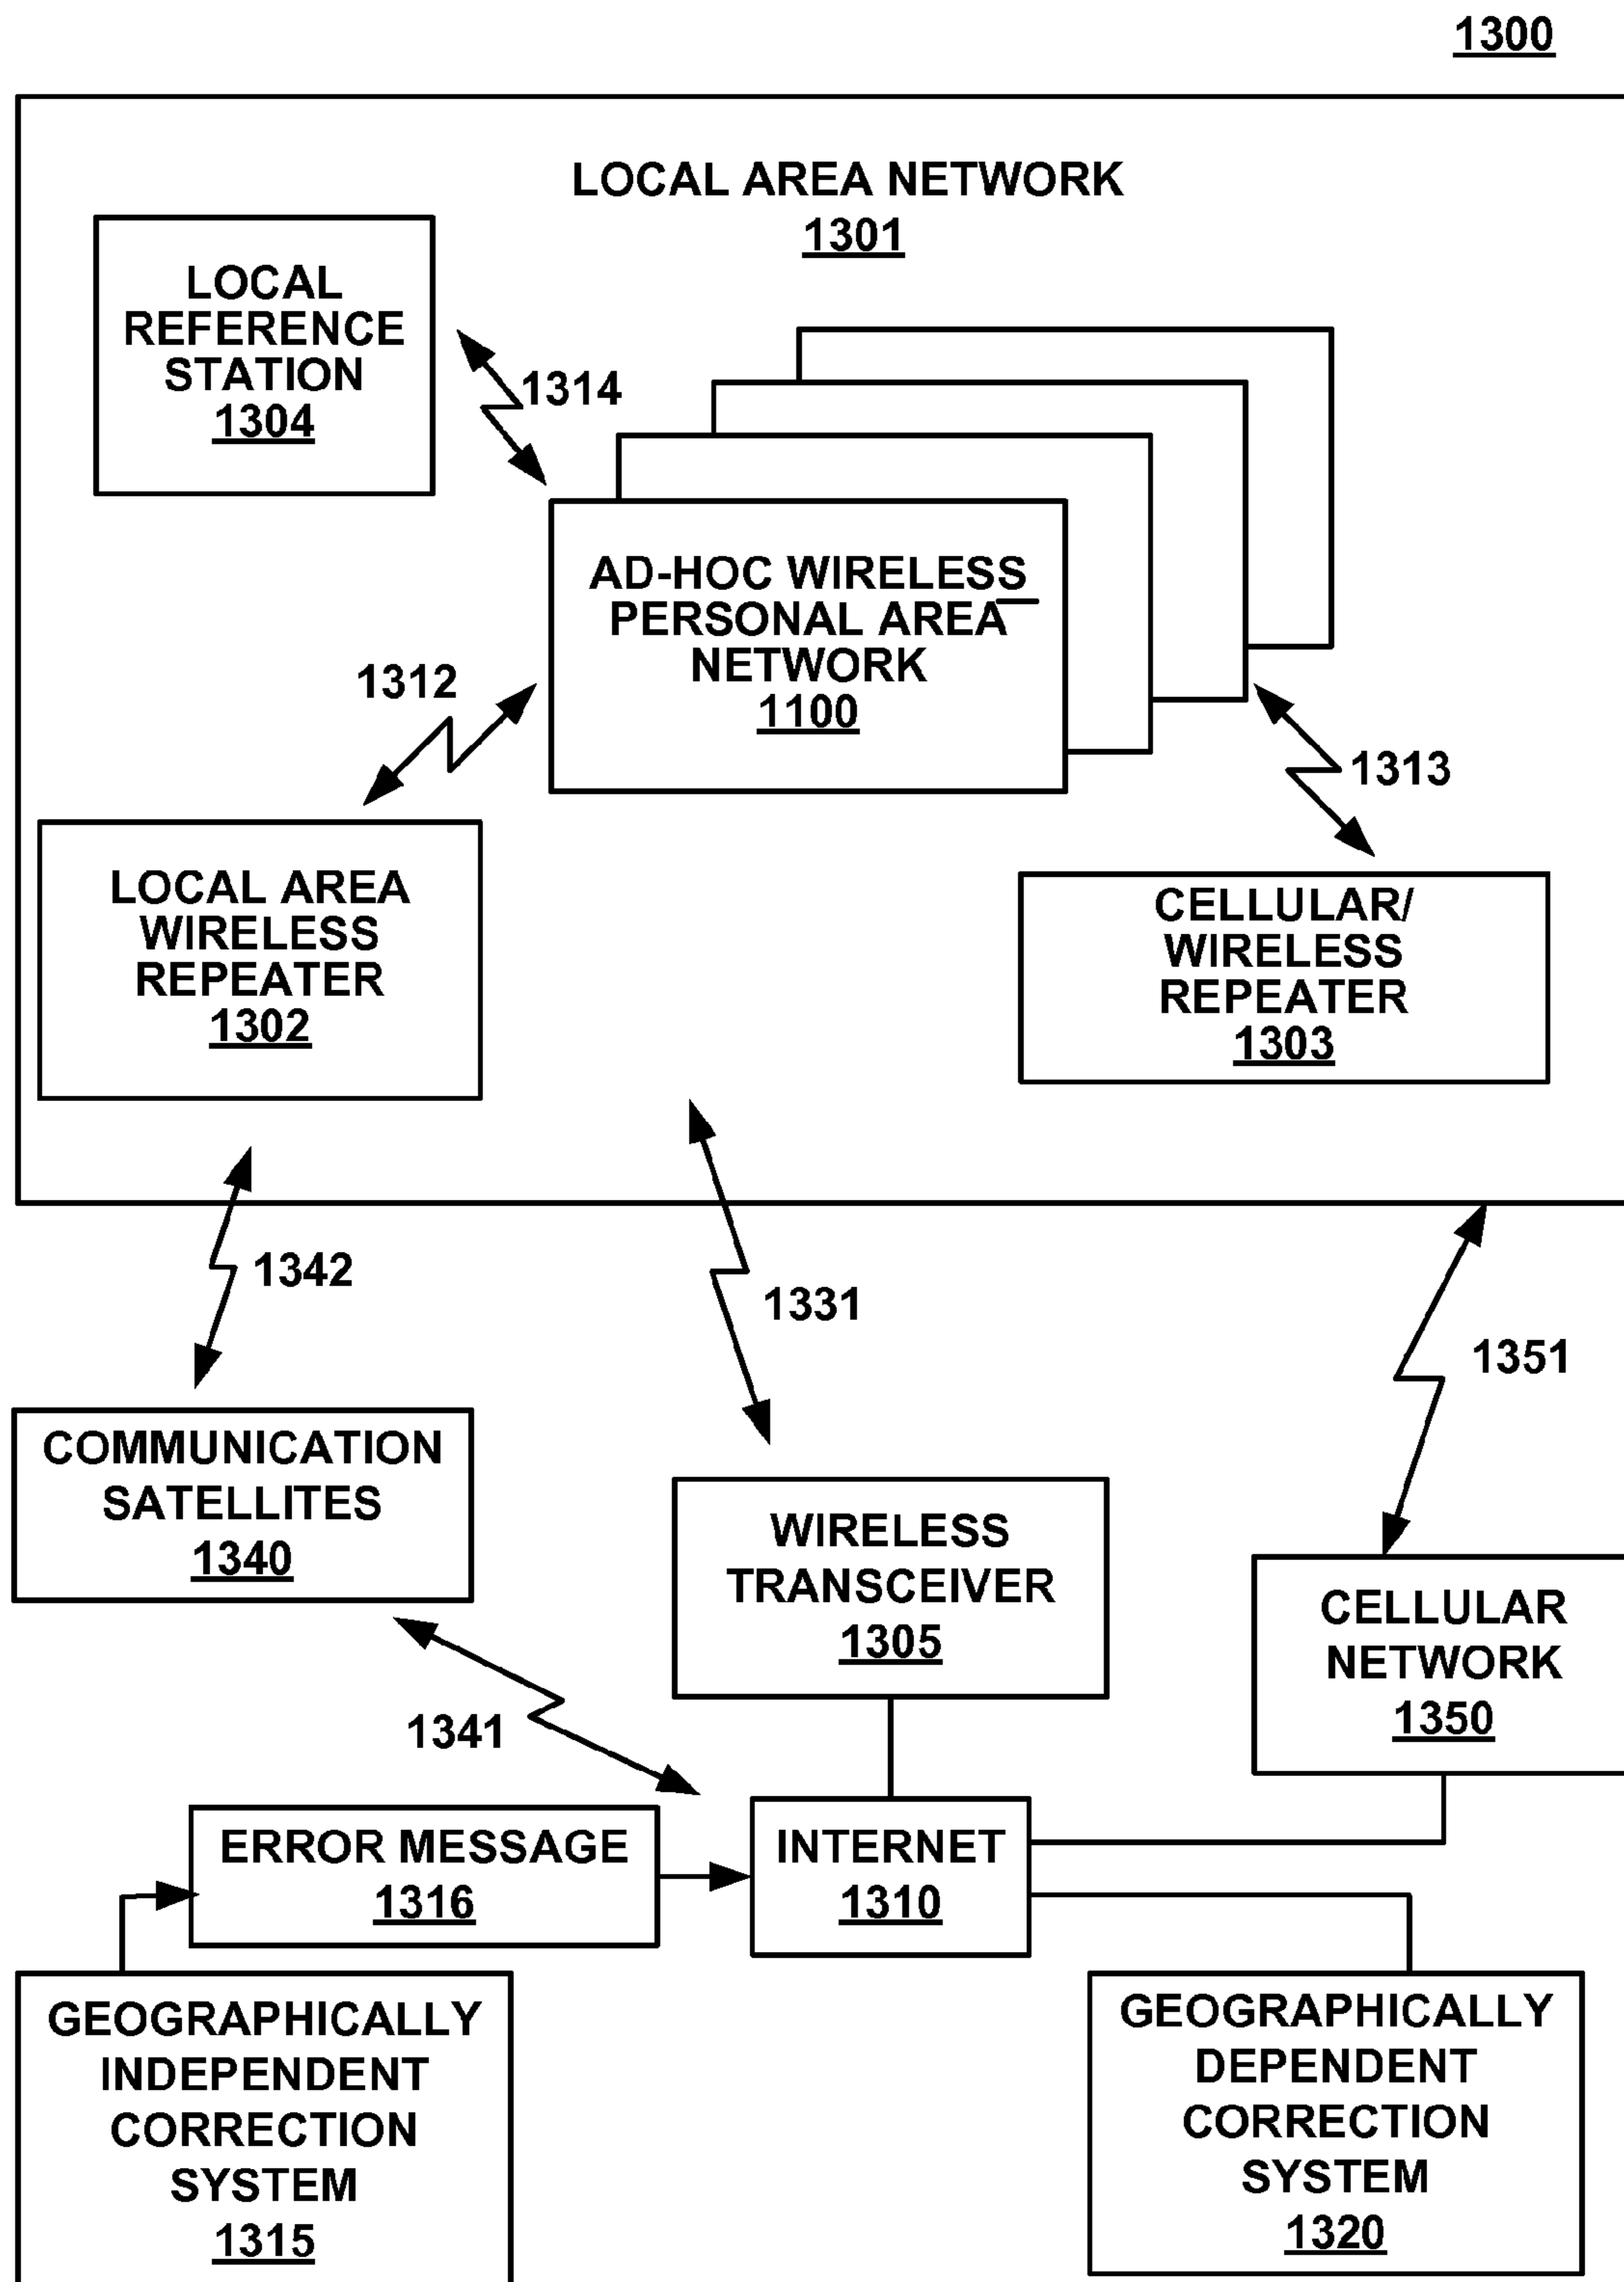 1300
LOCAL AREA NETWORK
1301
LOCAL
REFERENCE
STATION
1304
1314
AD-HOC WIRELESS
PERSONAL AREA
NETWORK
1100
1312
1313
LOCAL AREA
WIRELESS
REPEATER
1302
CELLULAR/
WIRELESS
REPEATER
1303
1342
1331
1351
COMMUNICATION
SATELLITES
1340
WIRELESS
TRANSCEIVER
1305
CELLULAR
NETWORK
1350
1341
ERROR MESSAGE
1316
INTERNET
1310
GEOGRAPHICALLY
INDEPENDENT
CORRECTION
SYSTEM
1315
GEOGRAPHICALLY
DEPENDENT
CORRECTION
SYSTEM
1320